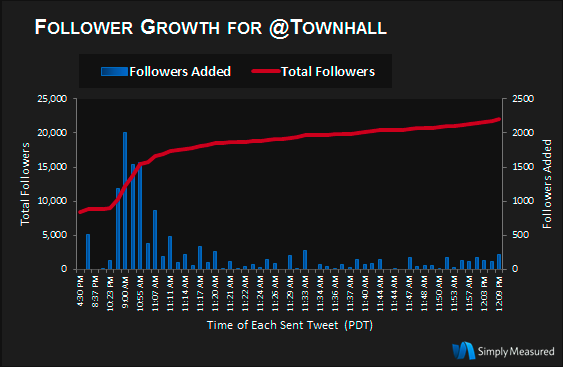 FOLLOWER GROWTH FOR @TOWNHALL
Followers Added Total Followers
25,000 2500
20,000 2000
15,000 1500
10,000 1000
5,000 500
0 0
Total Followers
Followers Added
4:30 PM 8:37 PM 10:23 PM 9:00 AM 10:55 AM 11:07 AM 11:11 AM 11:14 AM 11:17 AM 11:20 AM 11:21 AM 11:22 AM 11:24 AM 11:26 AM 11:29 AM 11:33 AM 11:34 AM 11:36 AM 11:37 AM 11:40 AM 11:44 AM 11:44 AM 11:47 AM 11:48 AM 11:51 AM 11:53 AM 11:57 AM 12:03 PM 12:09 PM
Time of Each Sent Tweet (PDT)
Simply Measured